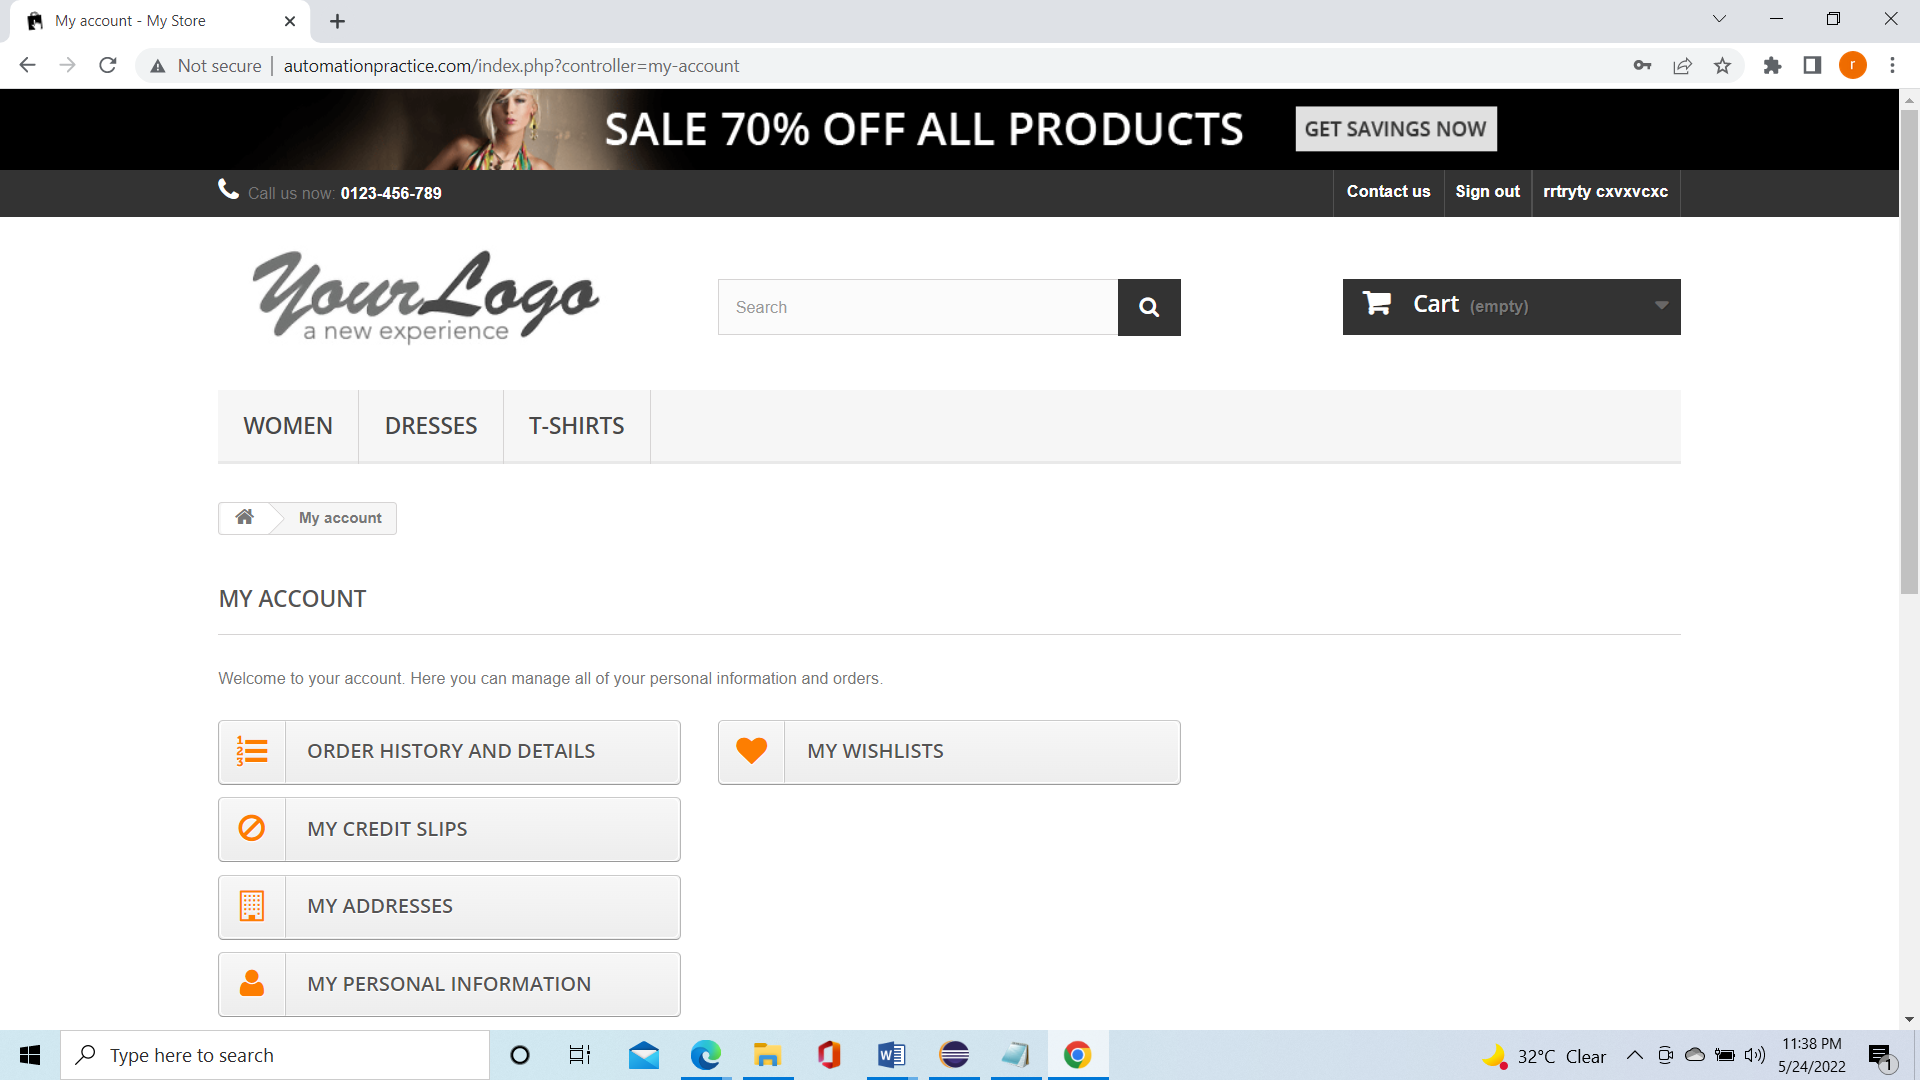 My account - My Store
Not secure | automationpractice.com/index.php?controller=my-account
r
SALE 70% OFF ALL PRODUCTS GET SAVINGS NOW
Call us now: 0123-456-789 Contact us Sign out rrtryty cxvxvcxc
Your Logo
a new experience
Search
Cart (empty)
WOMEN DRESSES T-SHIRTS
My account
MY ACCOUNT
Welcome to your account. Here you can manage all of your personal information and orders.
1 2 3 ORDER HISTORY AND DETAILS
MY WISHLISTS
MY CREDIT SLIPS
MY ADDRESSES
MY PERSONAL INFORMATION
Type here to search
32°C Clear
11:38 PM
5/24/2022
1